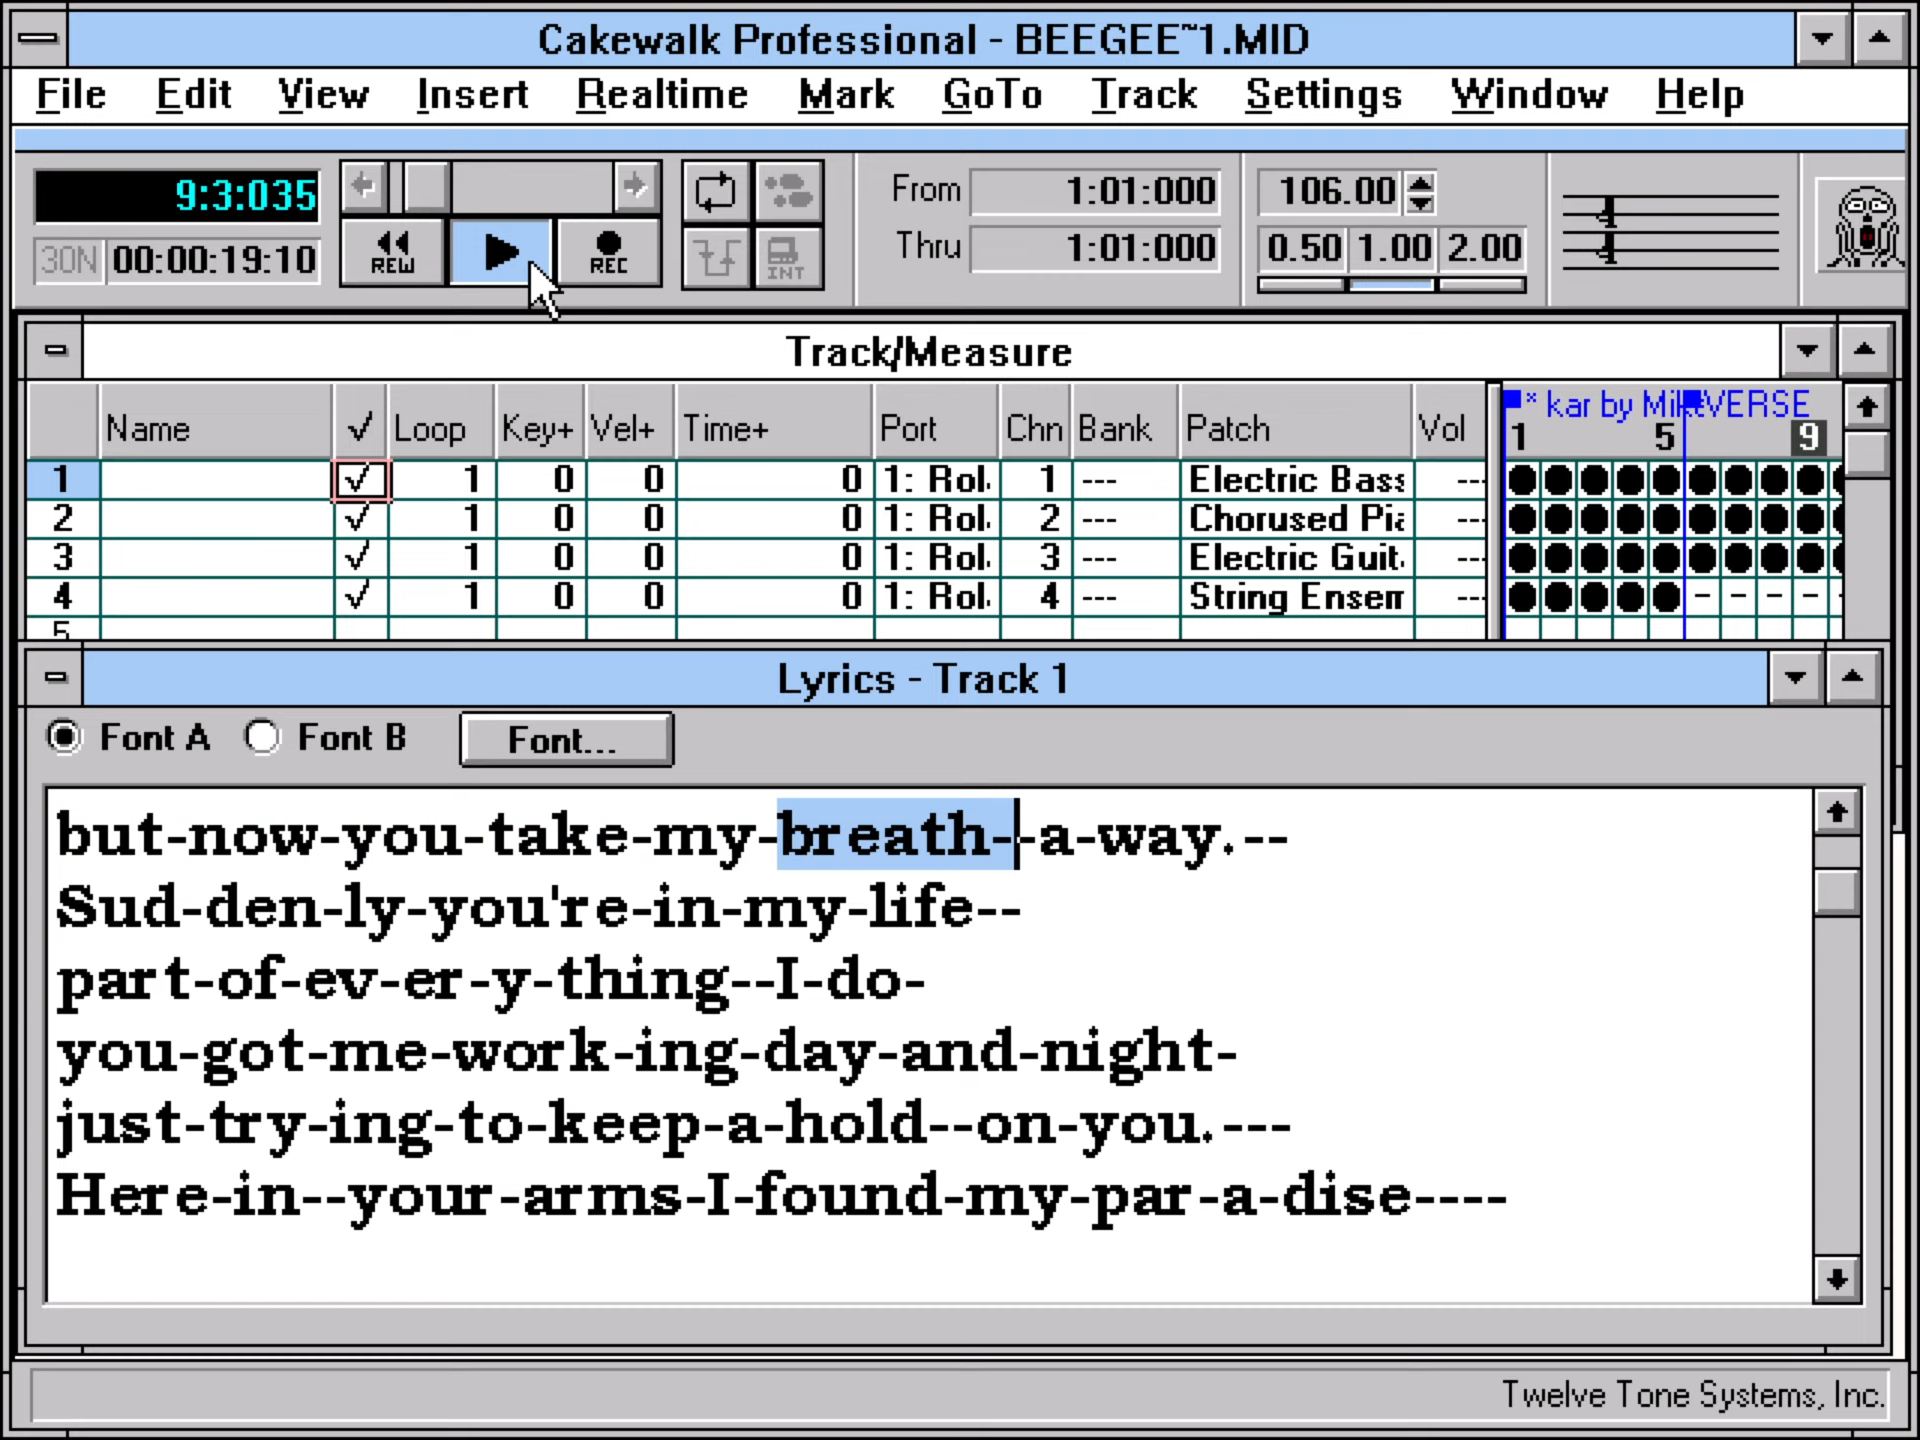 Cakewalk Professional - BEEGEE~1.MID
File Edit View Insert Realtime Mark GoTo Track Settings Window Help
9:3:035
From 1:01:000
106.00
30N 00:00:19:10
REW
REC
INT
Thru 1:01:000
0.50 1.00 2.00
Track/Measure
* kar by Mik VERSE
Name ✓ Loop Key+ Vel+ Time+ Port Chn Bank Patch Vol 1 5 9
1 ✓ 1 0 0 0 1: Rol 1 --- Electric Bass ---
2 ✓ 1 0 0 0 1: Rol 2 --- Chorused Pia ---
3 ✓ 1 0 0 0 1: Rol 3 --- Electric Guit ---
4 ✓ 1 0 0 0 1: Rol 4 --- String Ensem --- - - - -
5
Lyrics - Track 1
Font A Font B Font...
but-now-you-take-my-breath--a-way.--
Sud-den-ly-you're-in-my-life--
part-of-ev-er-y-thing--I-do-
you-got-me-work-ing-day-and-night-
just-try-ing-to-keep-a-hold--on-you.---
Here-in--your-arms-I-found-my-par-a-dise----
Twelve Tone Systems, Inc.